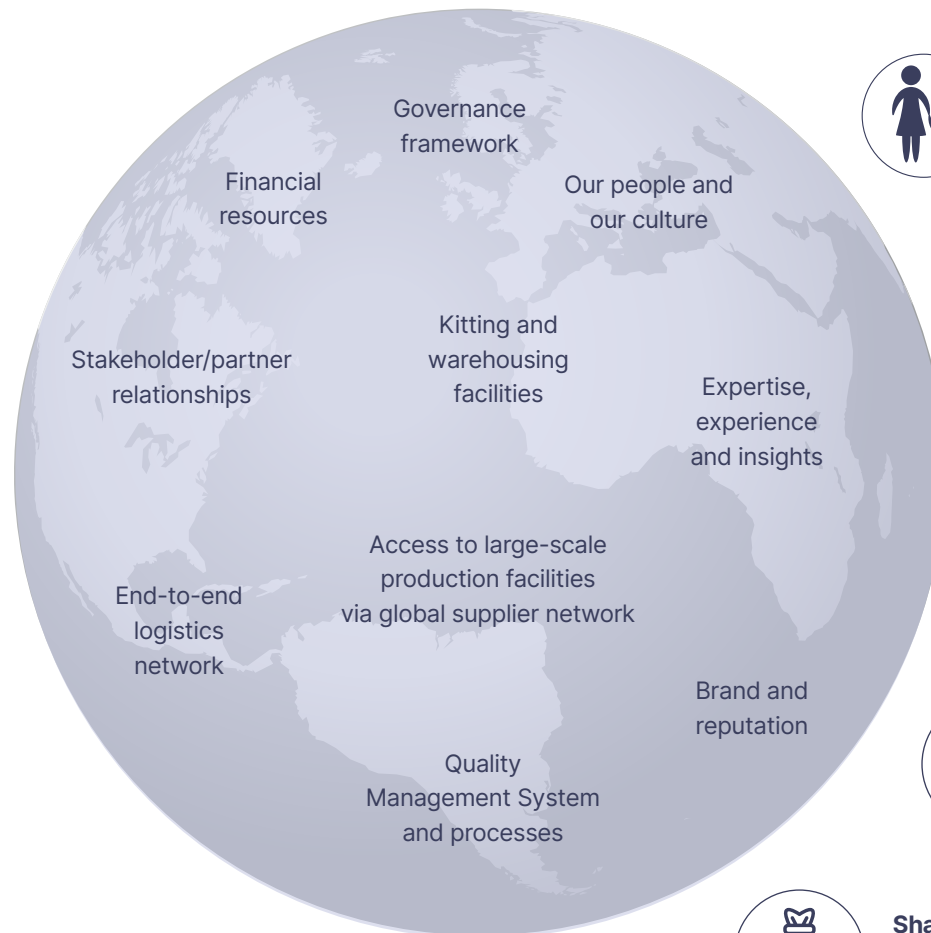 Governance
framework
Financial
resources
Our people and
our culture
Kitting and
warehousing
facilities
Stakeholder/partner
relationships
Expertise,
experience
and insights
Access to large-scale
production facilities
via global supplier network
End-to-end
logistics
network
Brand and
reputation
Quality
Management System
and processes